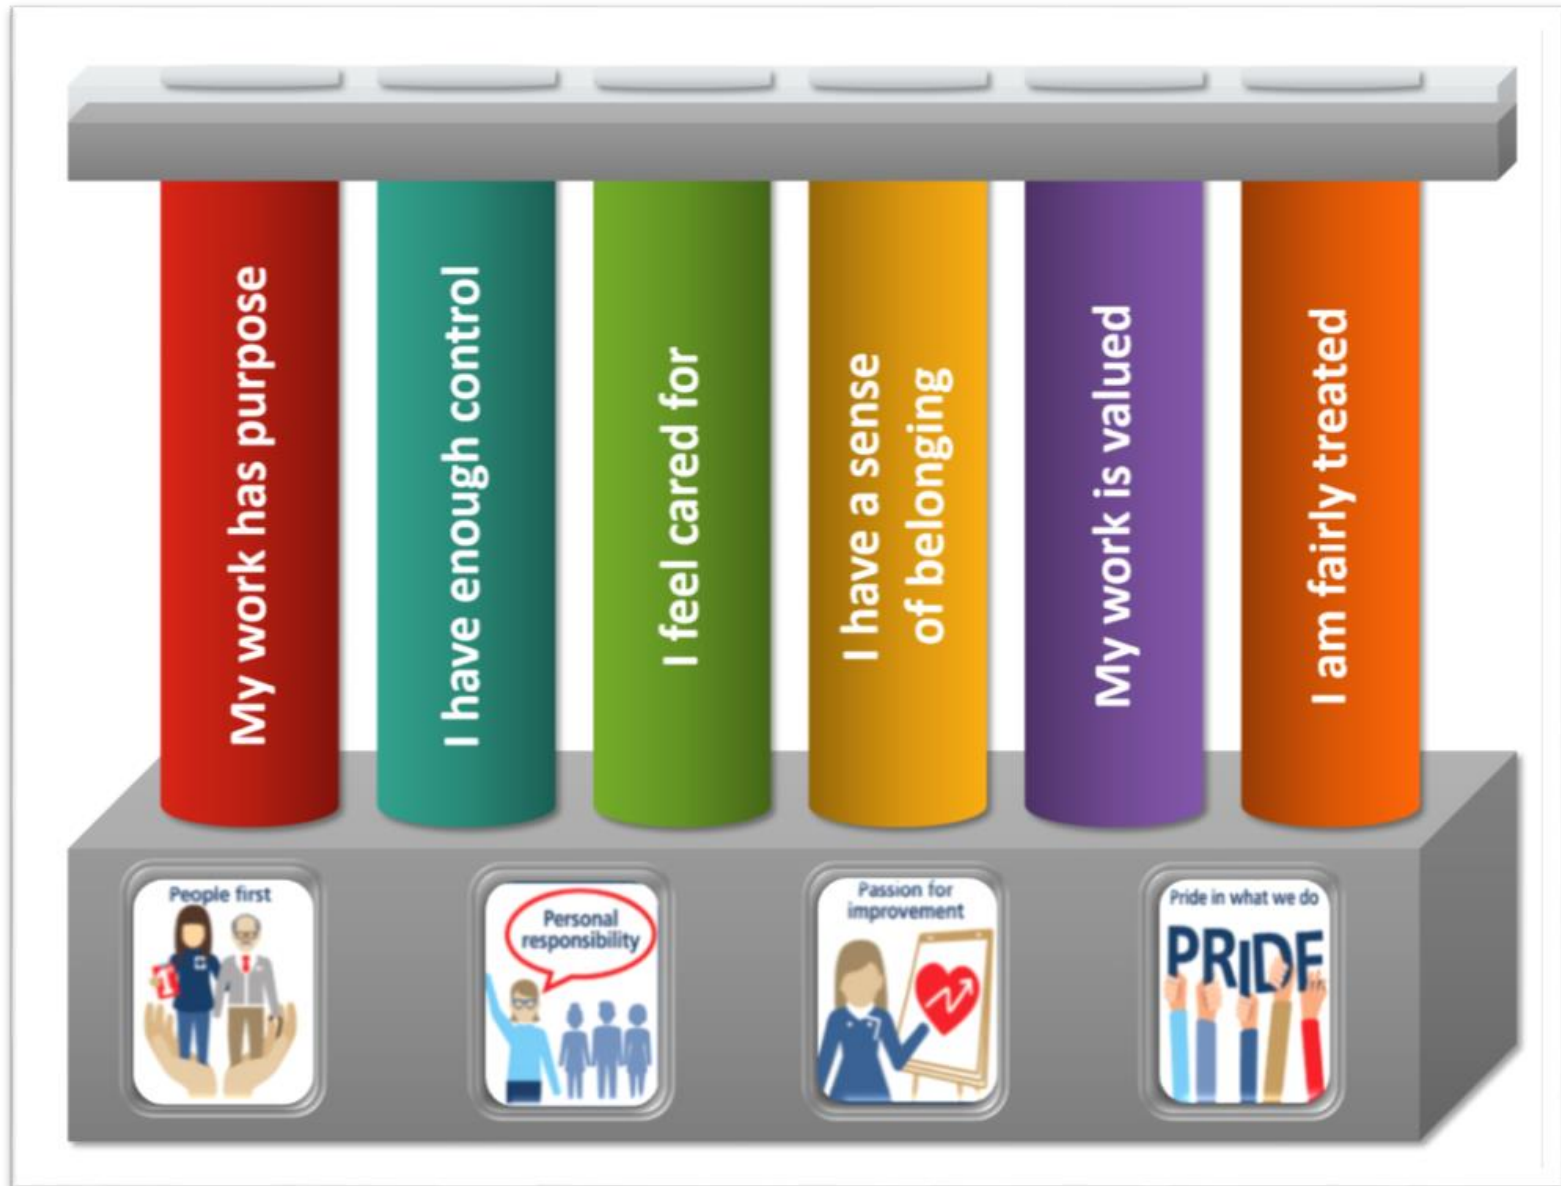 My work has purpose
I have enough control
I feel cared for
I have a sense
of belonging
My work is valued
I am fairly treated
People first
Personal
responsibility
Passion for
improvement
Pride in what we do
PRIDE